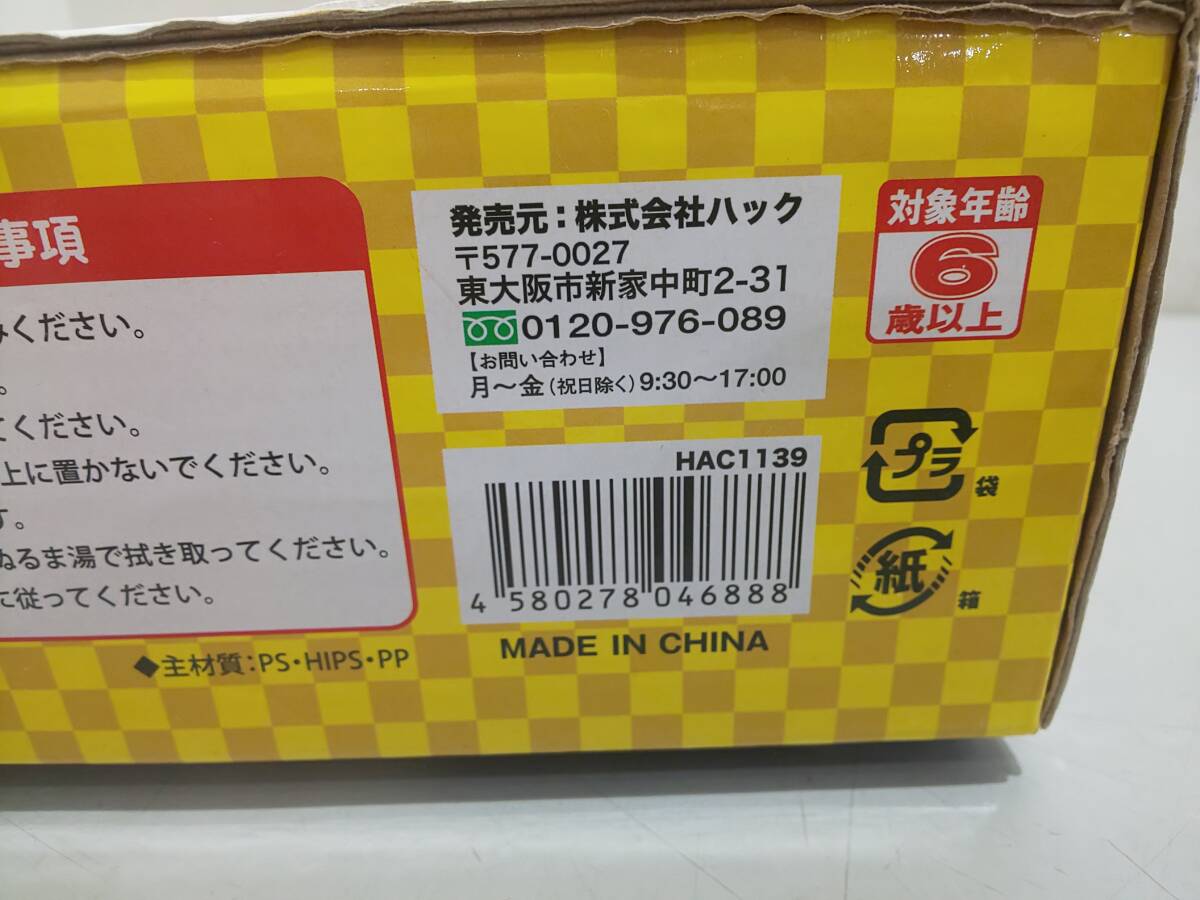 事項
みください。
。
てください。
上に置かないでください。
す。
ぬるま湯で拭き取ってください。
に従ってください。
◆主材質:PS・HIPS・PP
発売元:株式会社ハック
〒577-0027
東大阪市新家中町2-31
0120-976-089
【お問い合わせ】
月〜金(祝日除く)9:30〜17:00
HAC1139
4 580278 046888
MADE IN CHINA
対象年齢
6
歳以上
プラ
袋
紙
箱